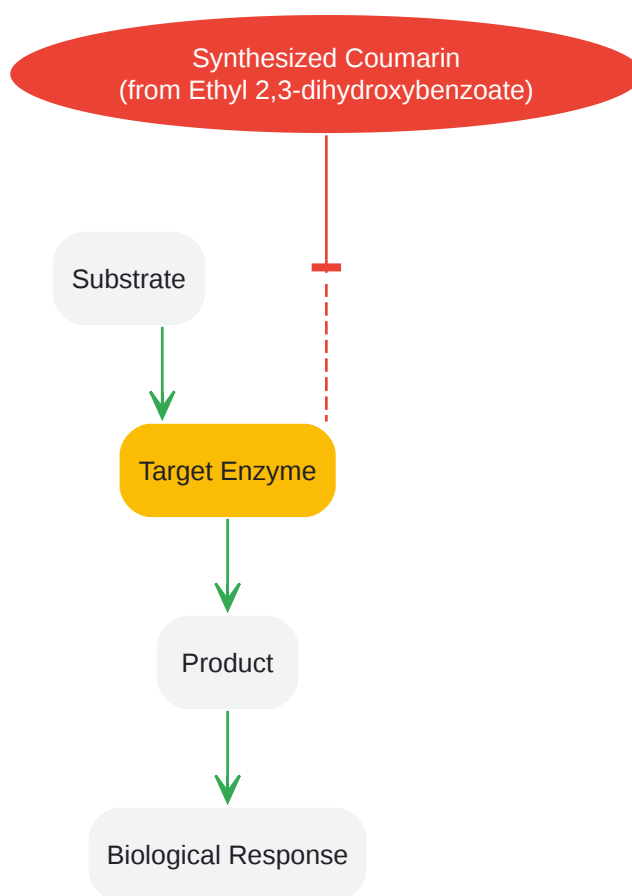 Synthesized Coumarin
(from Ethyl 2,3-dihydroxybenzoate)
Substrate
Target Enzyme
Product
Biological Response